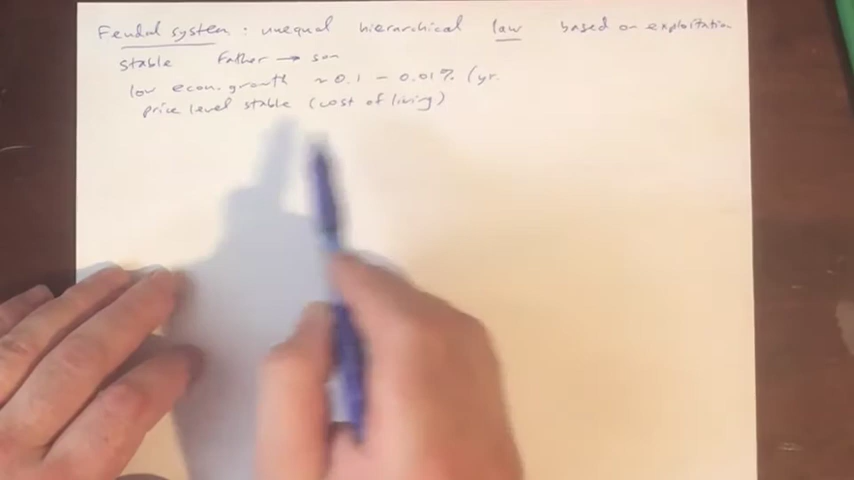 Feudal system : unequal hierarchical law based on exploitation
stable Father → son
low econ. growth ~0.1 - 0.01% (yr.
price level stable (cost of living)